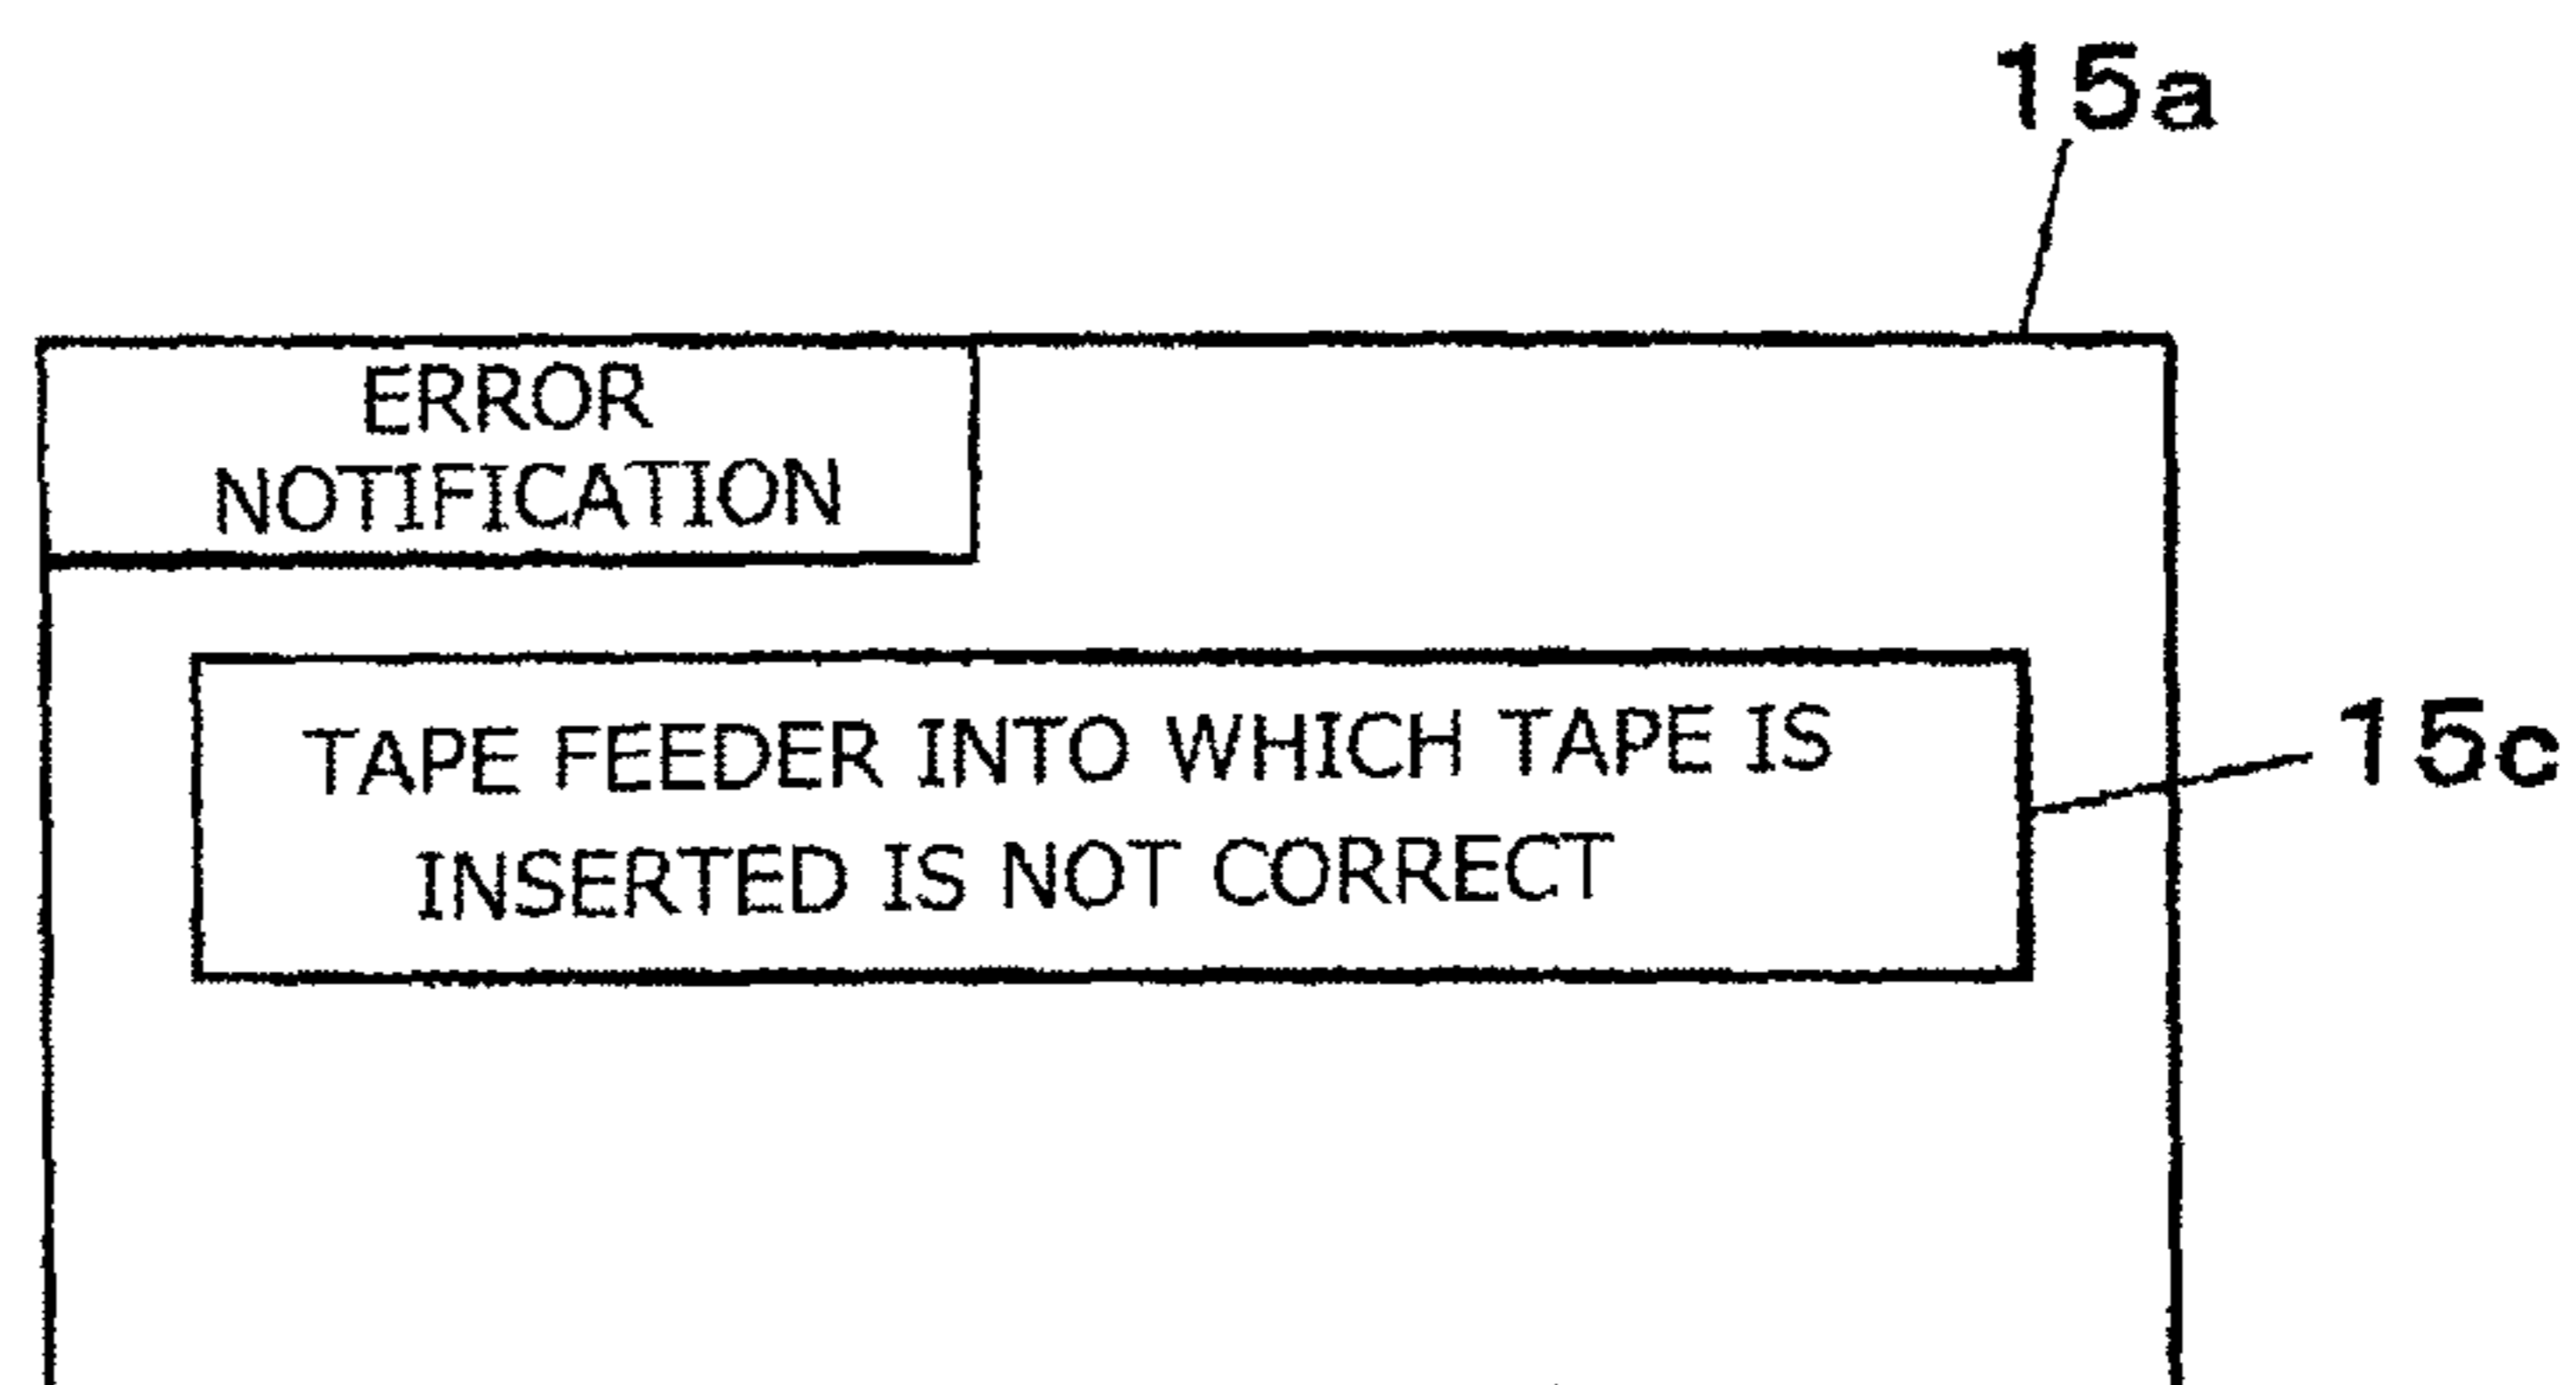 15a
ERROR
NOTIFICATION
TAPE FEEDER INTO WHICH TAPE IS
INSERTED IS NOT CORRECT
15c